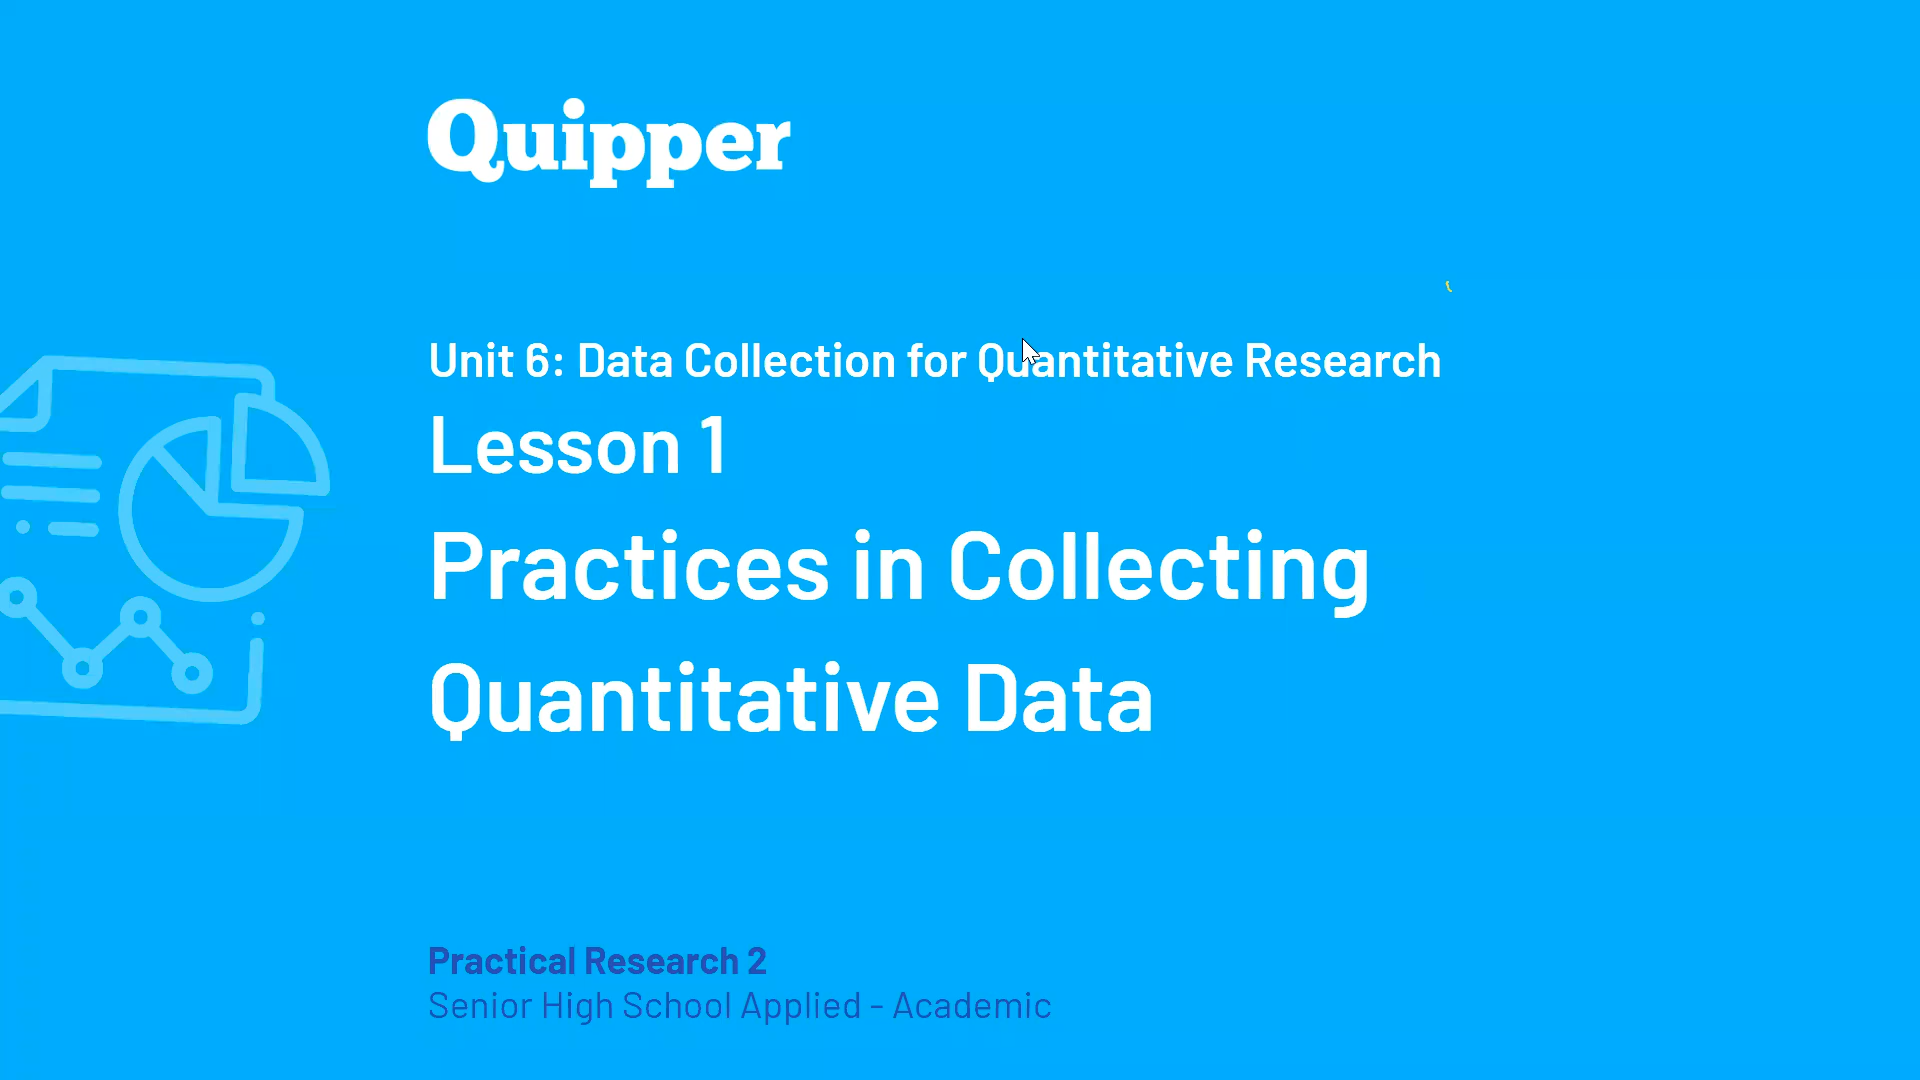 Quipper
Unit 6: Data Collection for Quantitative Research
Lesson 1
Practices in Collecting
Quantitative Data
Practical Research 2
Senior High School Applied - Academic